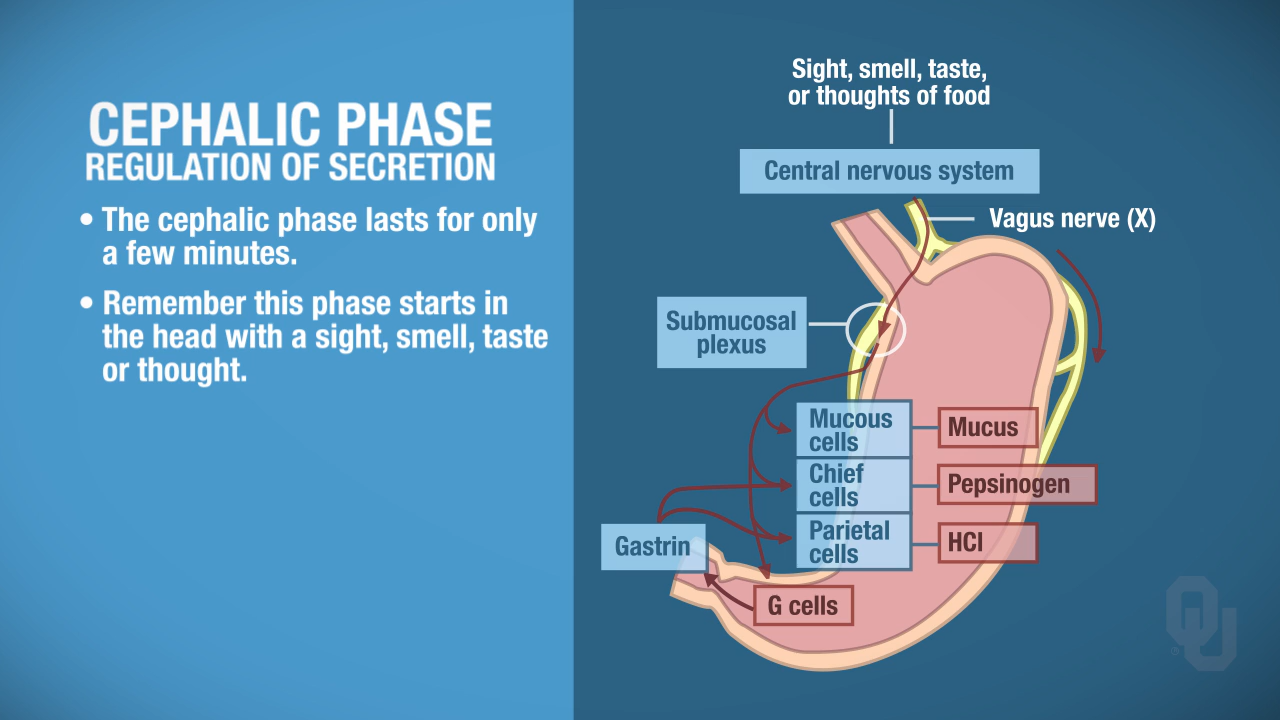 CEPHALIC PHASE
REGULATION OF SECRETION
• The cephalic phase lasts for only
a few minutes.
• Remember this phase starts in
the head with a sight, smell, taste
or thought.
Sight, smell, taste,
or thoughts of food
Central nervous system
Vagus nerve (X)
Submucosal
plexus
Mucous
cells
Mucus
Chief
cells
Pepsinogen
Parietal
cells
HCl
Gastrin
G cells
OU
®